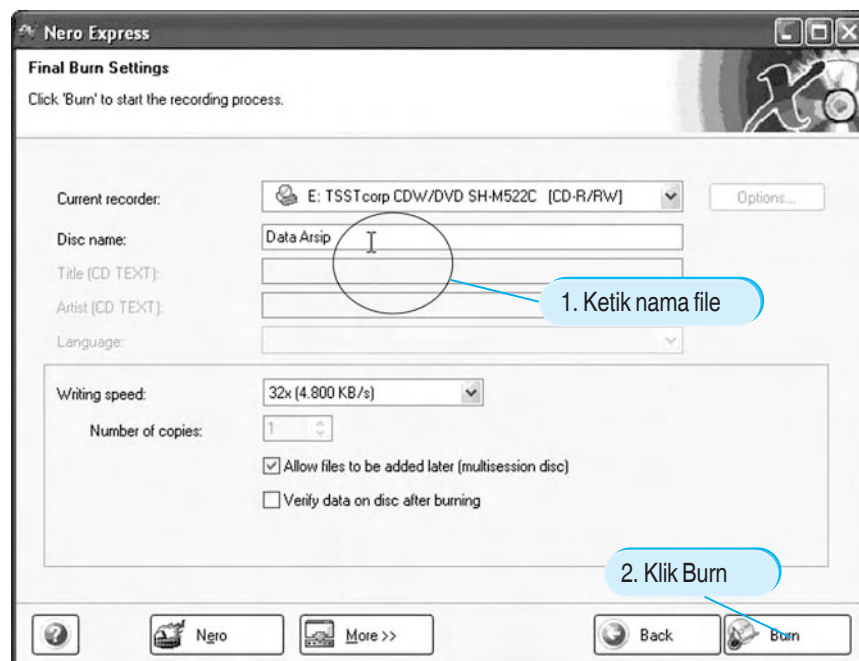 Nero Express
Final Burn Settings
Click 'Burn' to start the recording process.
Current recorder: E: TSSTcorp CDW/DVD SH-M522C [CD-R/RW] Options...
Disc name: Data Arsip
Title (CD TEXT):
1. Ketik nama file
Artist (CD TEXT):
Language:
Writing speed: 32x (4.800 KB/s)
Number of copies: 1
Allow files to be added later (multisession disc)
Verify data on disc after burning
2. Klik Burn
Nero More >> Back Burn